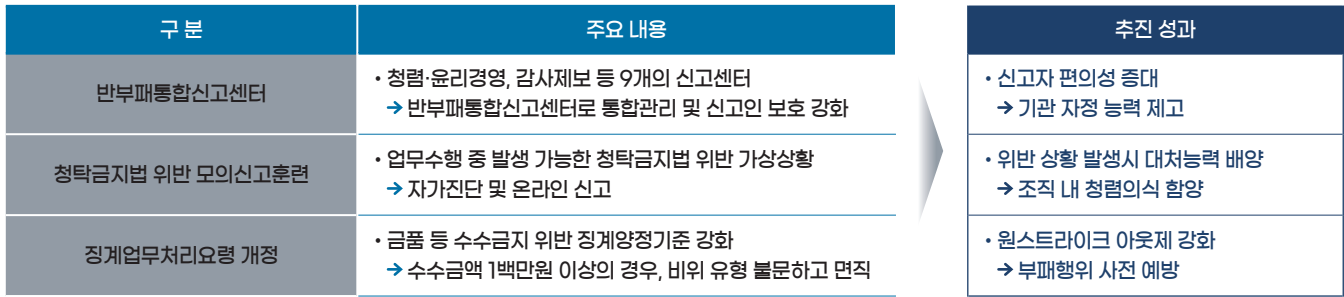 구 분
주요 내용
추진 성과
반부패통합신고센터
• 청렴·윤리경영, 감사제보 등 9개의 신고센터
→ 반부패통합신고센터로 통합관리 및 신고인 보호 강화
• 신고자 편의성 증대
→ 기관 자정 능력 제고
청탁금지법 위반 모의신고훈련
• 업무수행 중 발생 가능한 청탁금지법 위반 가상상황
→ 자가진단 및 온라인 신고
• 위반 상황 발생시 대처능력 배양
→ 조직 내 청렴의식 함양
징계업무처리요령 개정
• 금품 등 수수금지 위반 징계양정기준 강화
→ 수수금액 1백만원 이상의 경우, 비위 유형 불문하고 면직
• 원스트라이크 아웃제 강화
→ 부패행위 사전 예방